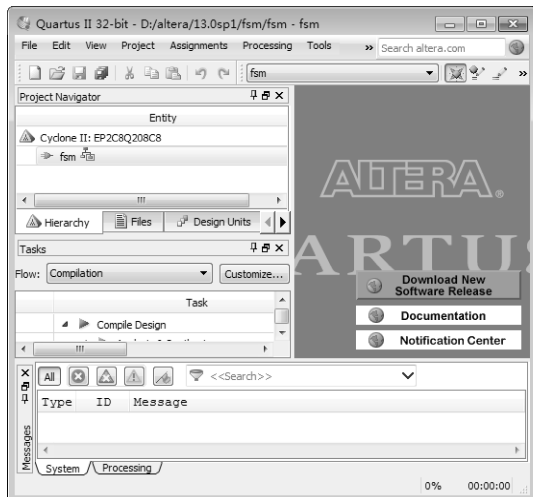 Quartus II 32-bit - D:/altera/13.0sp1/fsm/fsm - fsm
File Edit View Project Assignments Processing Tools » Search altera.com
fsm »
Project Navigator
Entity
Cyclone II: EP2C8Q208C8
fsm
Hierarchy Files Design Units
Tasks
Flow: Compilation Customize...
Task
Compile Design
ALTERA®
ARTUS
Download New
Software Release
Documentation
Notification Center
All <<Search>>
Type ID Message
Messages
System Processing
0% 00:00:00